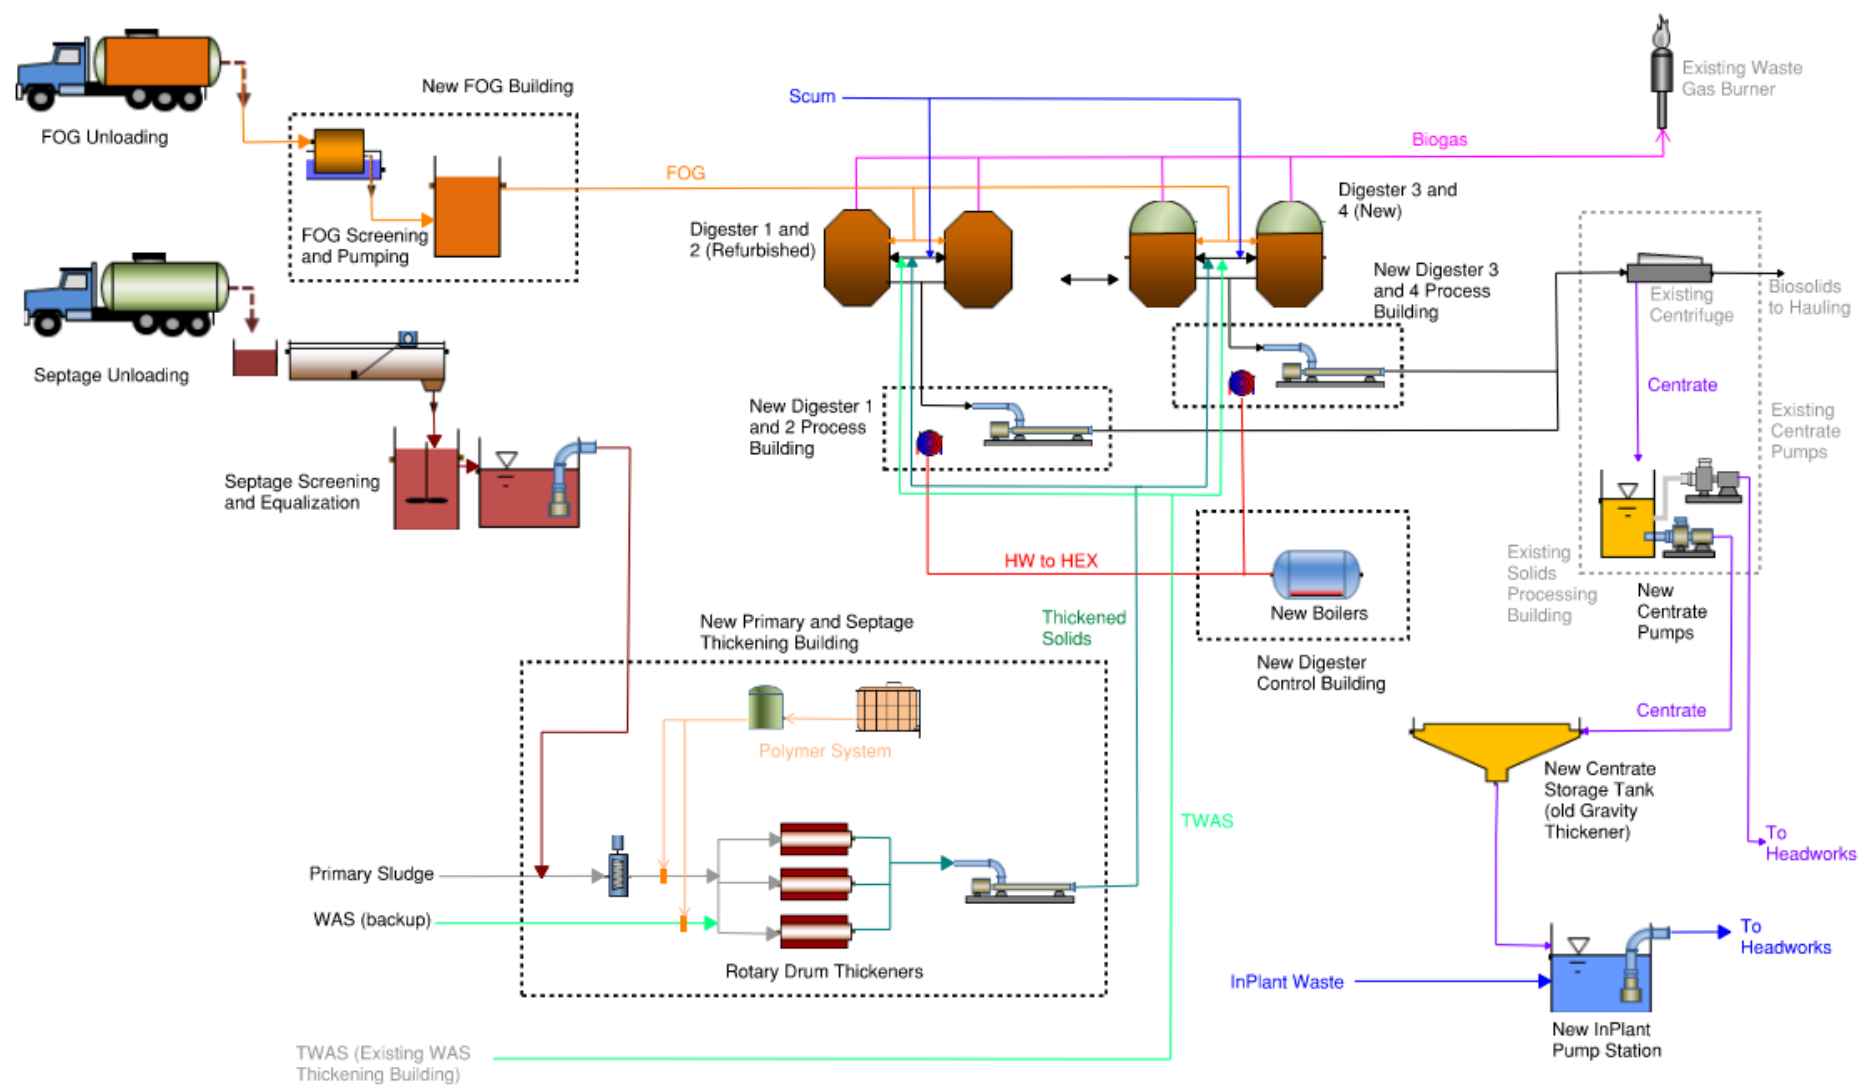 Existing Waste
Gas Burner
New FOG Building
Scum
FOG Unloading
Biogas
FOG
Digester 3 and
4 (New)
Digester 1 and
2 (Refurbished)
FOG Screening
and Pumping
New Digester 3
and 4 Process
Building
Existing
Centrifuge
Biosolids
to Hauling
Septage Unloading
Centrate
New Digester 1
and 2 Process
Building
Existing
Centrate
Pumps
Septage Screening
and Equalization
HW to HEX
Existing
Solids
Processing
Building
New
Centrate
Pumps
New Boilers
Thickened
Solids
New Primary and Septage
Thickening Building
New Digester
Control Building
Centrate
Polymer System
New Centrate
Storage Tank
(old Gravity
Thickener)
TWAS
To
Headworks
Primary Sludge
WAS (backup)
Rotary Drum Thickeners
To
Headworks
InPlant Waste
New InPlant
Pump Station
TWAS (Existing WAS
Thickening Building)